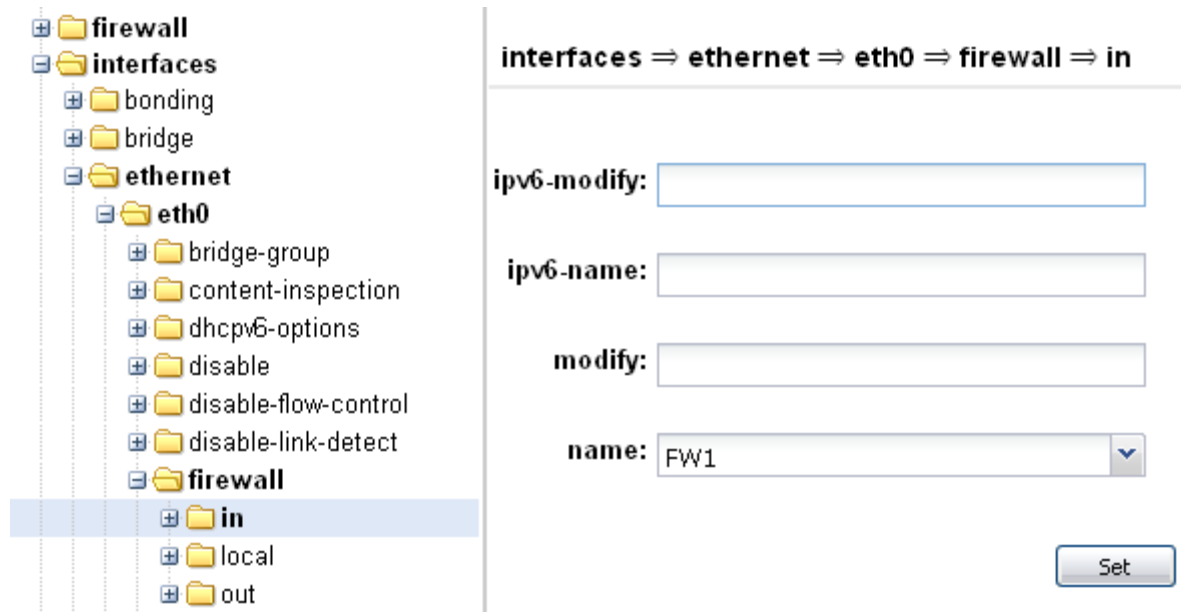 firewall
interfaces
bonding
bridge
ethernet
eth0
bridge-group
content-inspection
dhcpv6-options
disable
disable-flow-control
disable-link-detect
firewall
in
local
out
interfaces ⇒ ethernet ⇒ eth0 ⇒ firewall ⇒ in
ipv6-modify:
ipv6-name:
modify:
name: FW1
Set